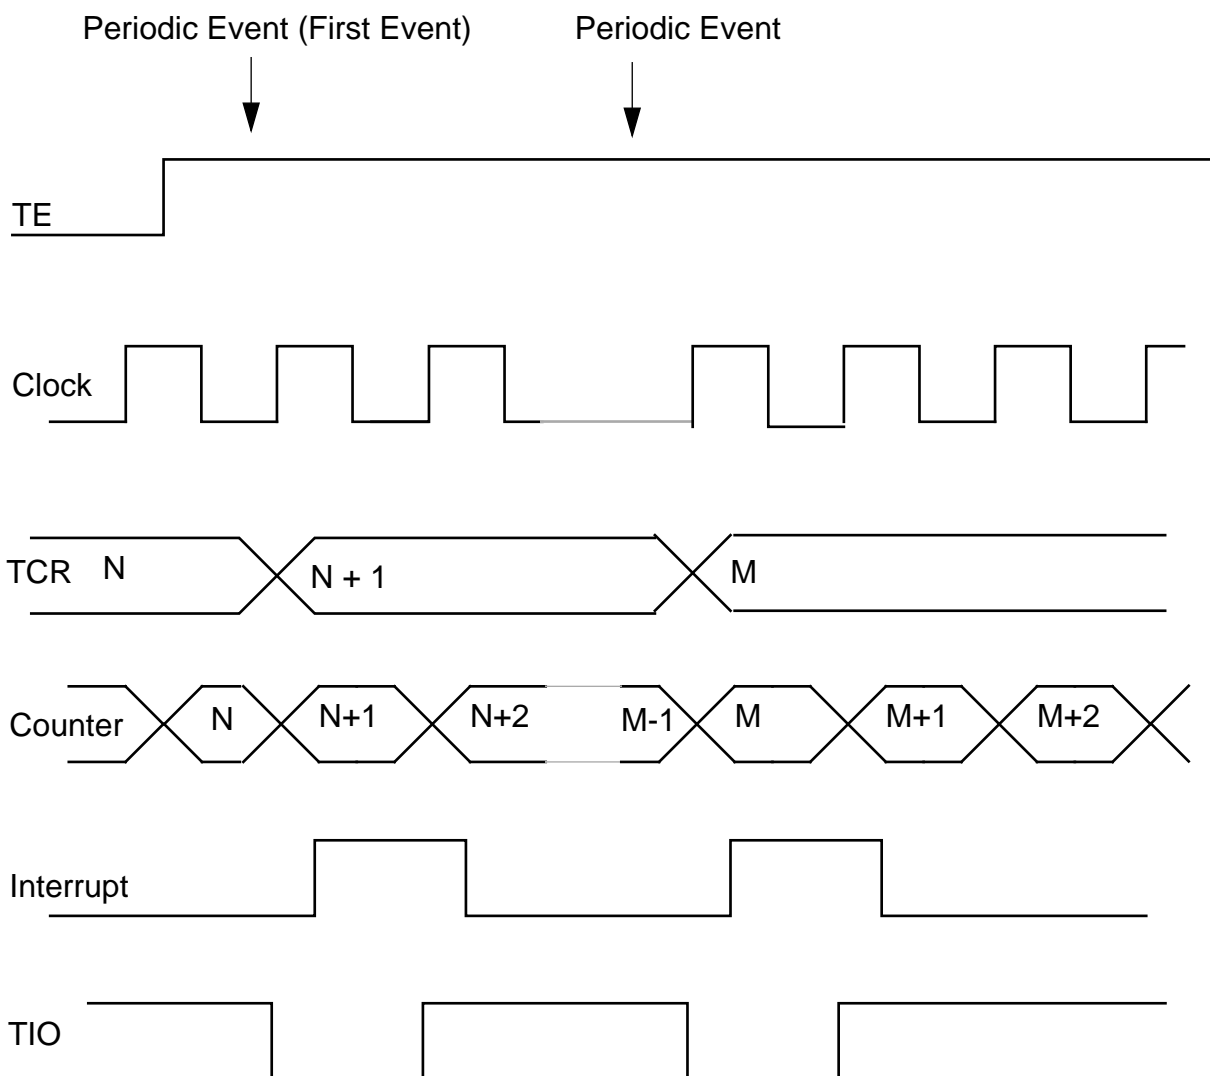 Periodic Event (First Event) Periodic Event
TE
Clock
TCR N N + 1 M
Counter N N+1 N+2 M-1 M M+1 M+2
Interrupt
TIO